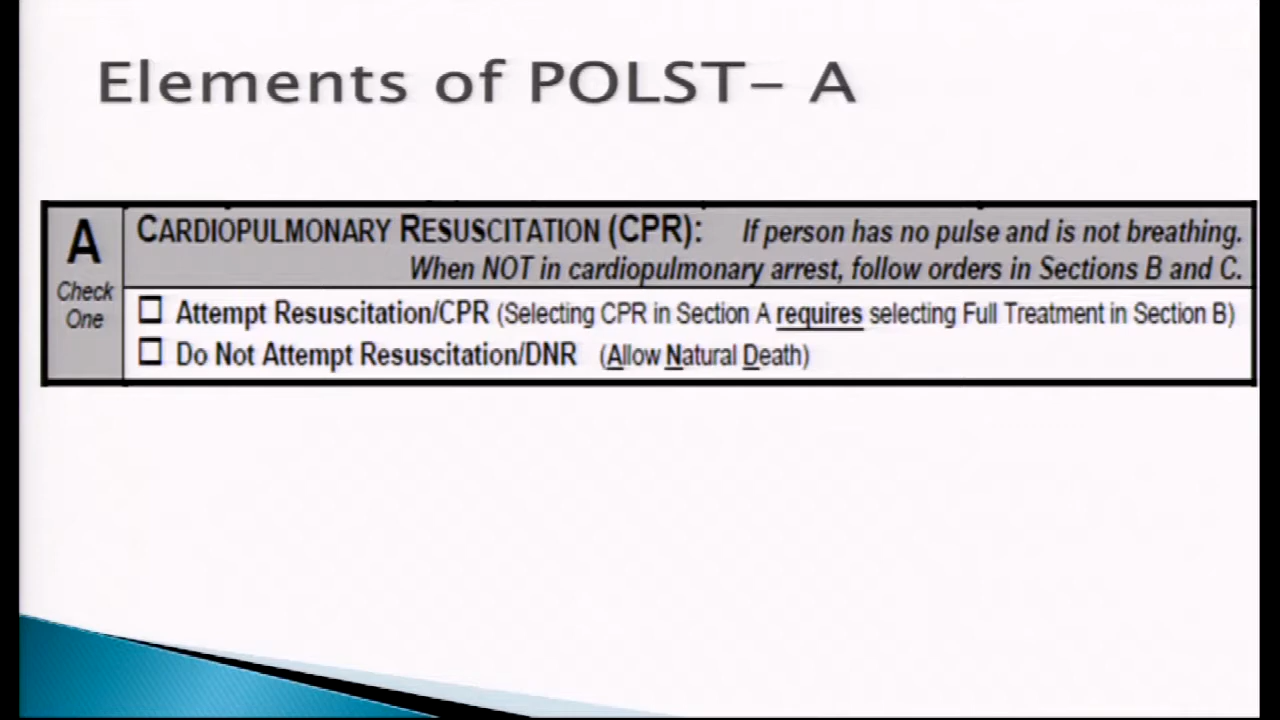 Elements of POLST– A
A
Check
One
CARDIOPULMONARY RESUSCITATION (CPR): If person has no pulse and is not breathing.
When NOT in cardiopulmonary arrest, follow orders in Sections B and C.
Attempt Resuscitation/CPR (Selecting CPR in Section A requires selecting Full Treatment in Section B)
Do Not Attempt Resuscitation/DNR (Allow Natural Death)